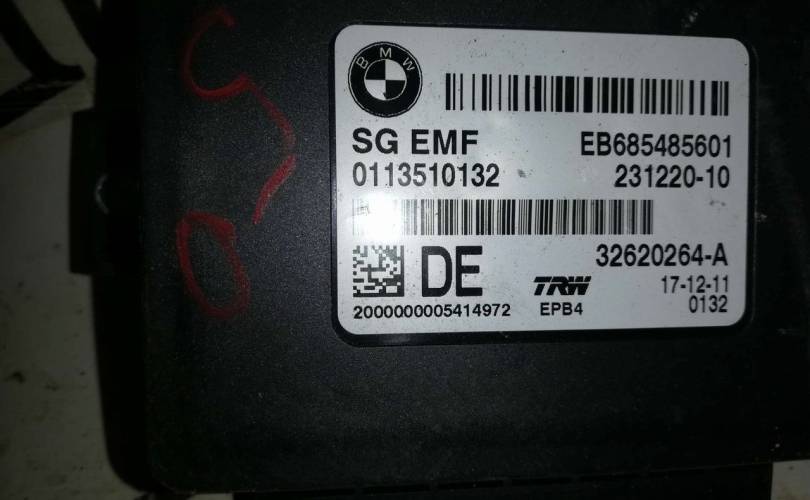 BMW
SG EMF EB685485601
0113510132 231220-10
DE 32620264-A
TRW 17-12-11
2000000005414972 EPB4 0132